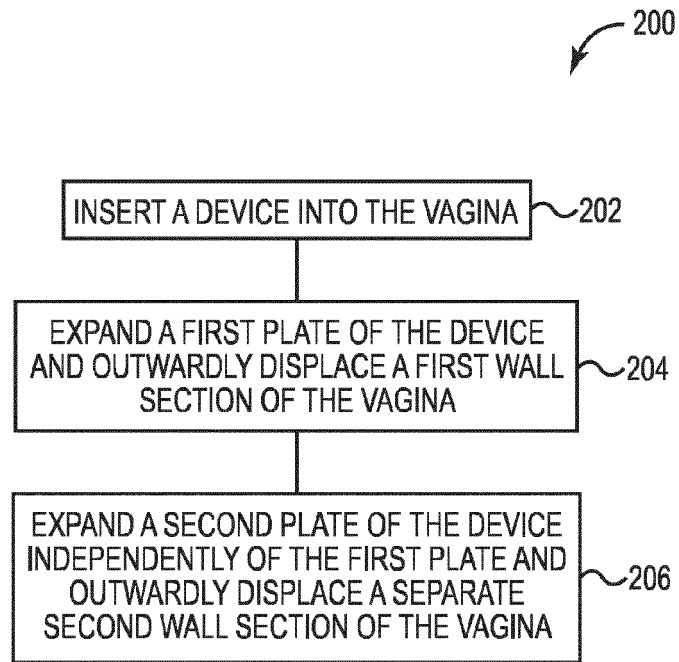 200
INSERT A DEVICE INTO THE VAGINA
202
EXPAND A FIRST PLATE OF THE DEVICE
AND OUTWARDLY DISPLACE A FIRST WALL
SECTION OF THE VAGINA
204
EXPAND A SECOND PLATE OF THE DEVICE
INDEPENDENTLY OF THE FIRST PLATE AND
OUTWARDLY DISPLACE A SEPARATE
SECOND WALL SECTION OF THE VAGINA
206